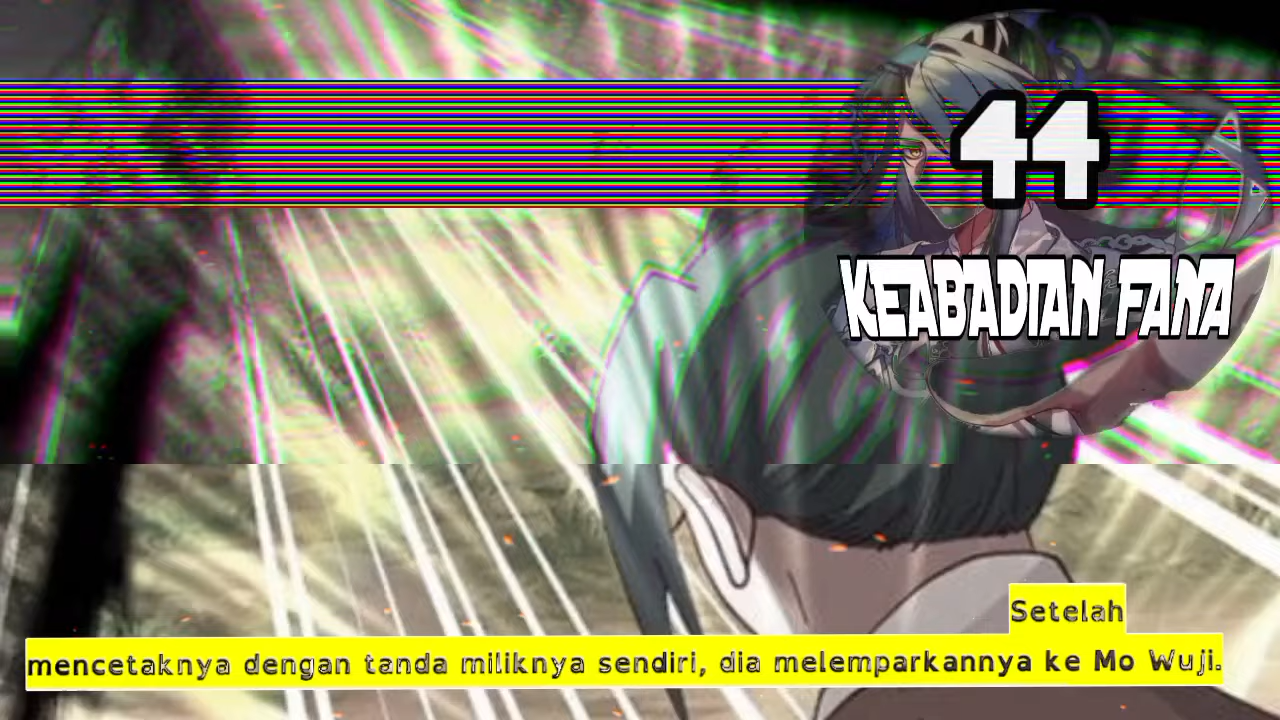 44
KEABADIAN FANA
Setelah
mencetaknya dengan tanda miliknya sendiri, dia melemparkannya ke Mo Wuji.